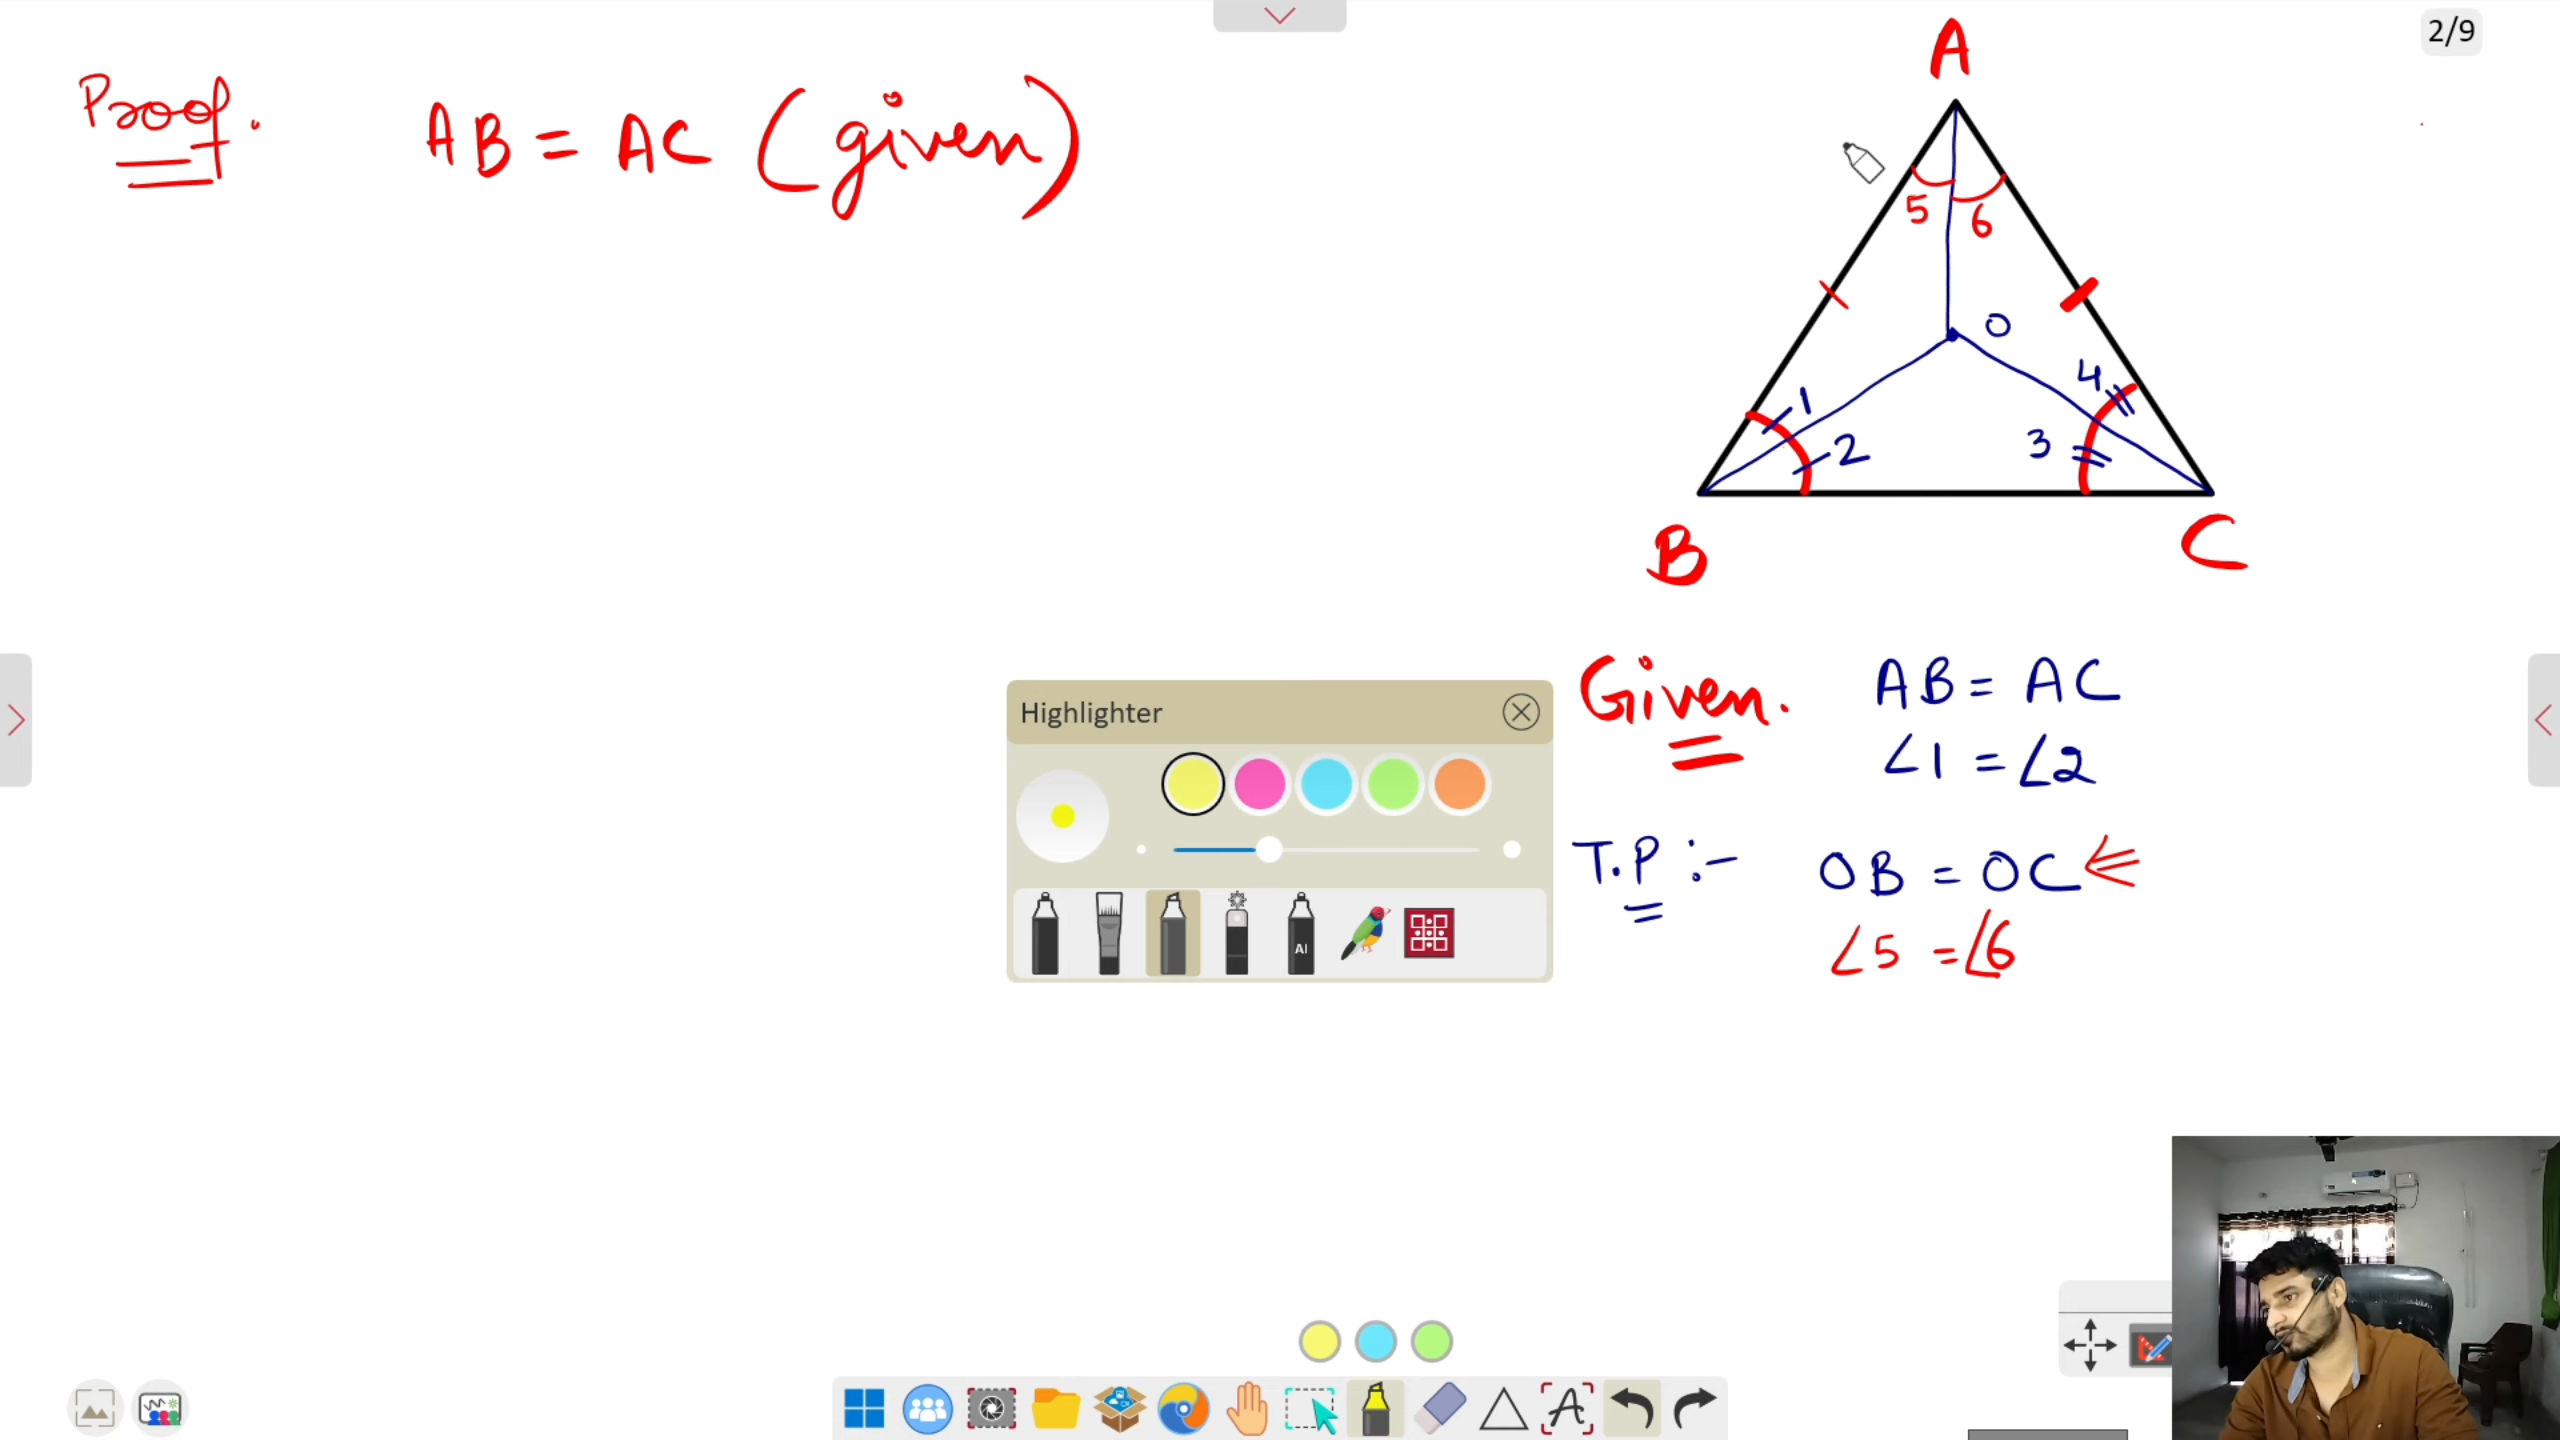 2/9
A
Proof.
AB = AC (given)
5 6
O
1 4
2 3
B C
Given. AB = AC
∠1 = ∠2
Highlighter
T.P :- OB = OC
∠5 = ∠6
AI
A